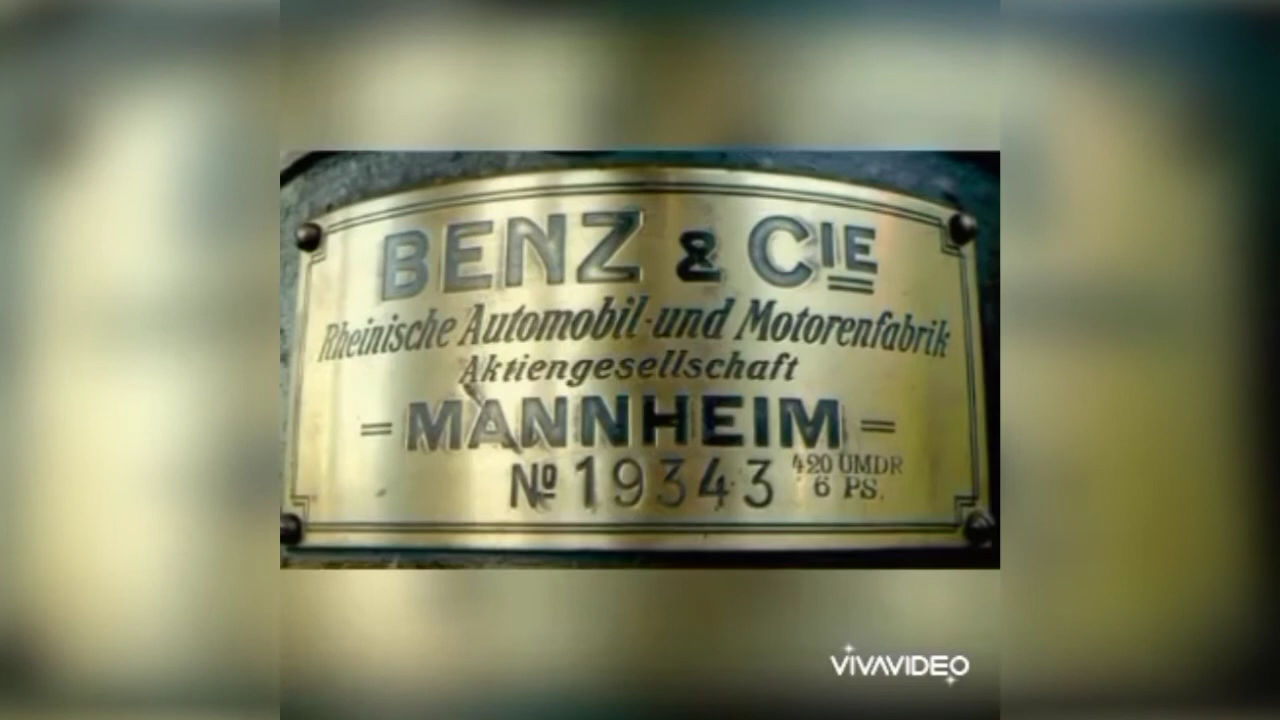 BENZ & CIE
Rheinische Automobil-und Motorenfabrik
Aktiengesellschaft
= MANNHEIM =
No 19343 420 UMDR
6 PS.
VIVAVIDEO